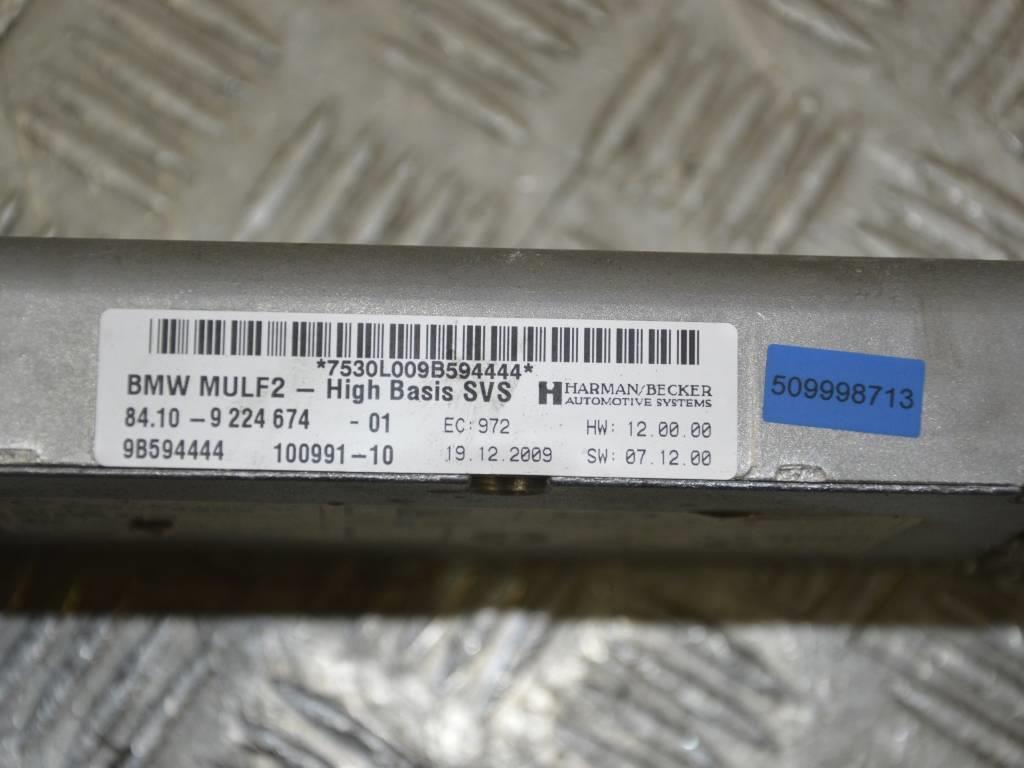 *7530L009B594444*
BMW MULF2 – High Basis SVS HARMAN/BECKER
AUTOMOTIVE SYSTEMS
84.10 - 9 224 674 - 01 EC: 972 HW: 12.00.00
9B594444 100991-10 19.12.2009 SW: 07.12.00
509998713